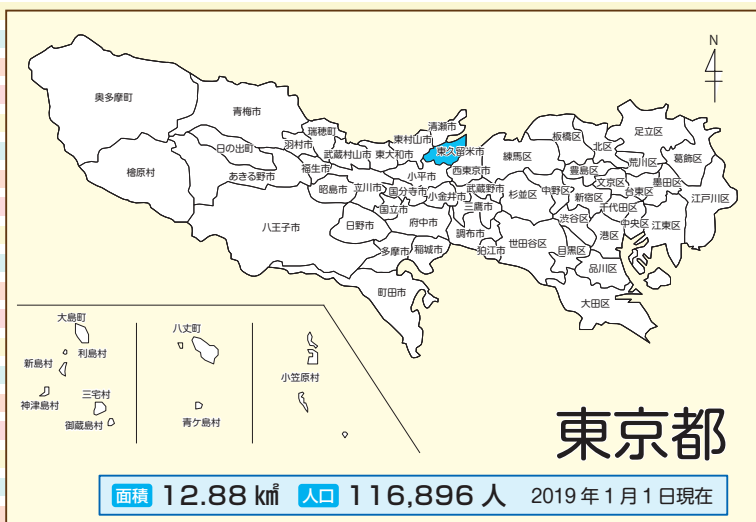 N
奥多摩町
青梅市
瑞穂町
清瀬市
東村山市
羽村市
武蔵村山市
東大和市
東久留米市
日の出町
福生市
檜原村
あきる野市
昭島市
立川市
小平市
西東京市
国分寺市
小金井市
武蔵野市
国立市
三鷹市
八王子市
日野市
府中市
調布市
狛江市
多摩市
稲城市
町田市
練馬区
板橋区
北区
足立区
豊島区
荒川区
葛飾区
文京区
台東区
墨田区
杉並区
中野区
新宿区
千代田区
江戸川区
渋谷区
中央区
江東区
港区
世田谷区
目黒区
品川区
大田区
大島町
利島村
新島村
神津島村
三宅村
御蔵島村
八丈町
青ケ島村
小笠原村
東京都
面積 12.88 ㎢ 人口 116,896 人 2019 年 1 月 1 日現在